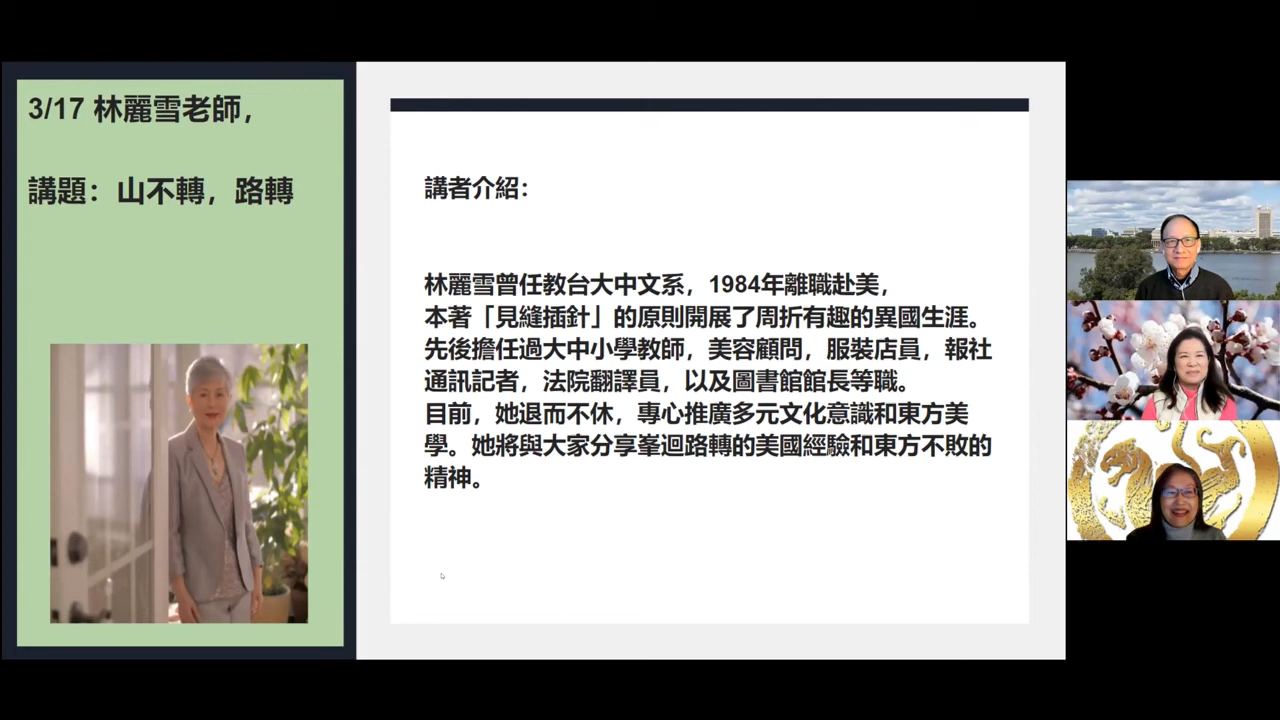 3/17 林麗雪老師，
講題：山不轉，路轉
講者介紹：
林麗雪曾任教台大中文系，1984年離職赴美，
本著「見縫插針」的原則開展了周折有趣的異國生涯。
先後擔任過大中小學教師，美容顧問，服裝店員，報社
通訊記者，法院翻譯員，以及圖書館館長等職。
目前，她退而不休，專心推廣多元文化意識和東方美
學。她將與大家分享峯迴路轉的美國經驗和東方不敗的
精神。